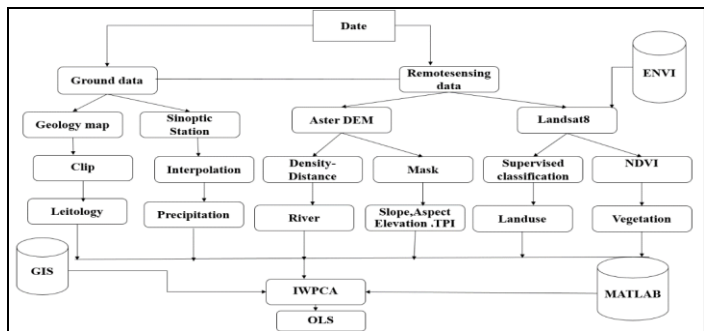 Date
Ground data
Remotesensing
data
ENVI
Geology map
Sinoptic
Station
Aster DEM
Landsat8
Clip
Interpolation
Density-
Distance
Mask
Supervised
classification
NDVI
Leitology
Precipitation
River
Slope,Aspect
Elevation .TPI
Landuse
Vegetation
GIS
IWPCA
MATLAB
OLS